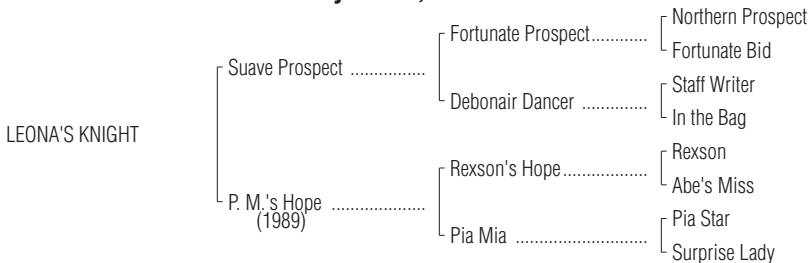 Northern Prospect
Fortunate Prospect............
Fortunate Bid
Suave Prospect ................
Staff Writer
Debonair Dancer ..............
In the Bag
LEONA'S KNIGHT
Rexson
Rexson's Hope..................
Abe's Miss
P. M.'s Hope ....................
(1989)
Pia Star
Pia Mia ............................
Surprise Lady